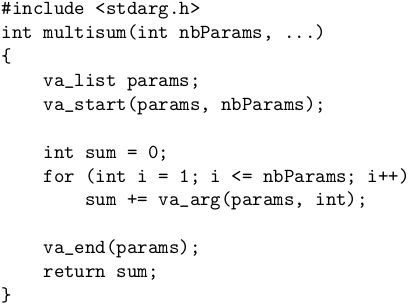 #include <stdarg.h>
int multisum(int nbParams, ...)
{
    va_list params;
    va_start(params, nbParams);

    int sum = 0;
    for (int i = 1; i <= nbParams; i++)
        sum += va_arg(params, int);

    va_end(params);
    return sum;
}